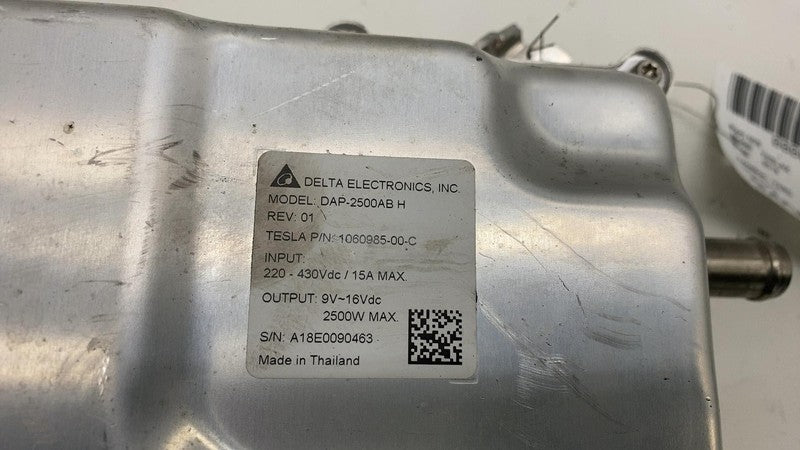 DELTA ELECTRONICS, INC.
MODEL: DAP-2500AB H
REV: 01
TESLA P/N: 1060985-00-C
INPUT:
220 - 430Vdc / 15A MAX.
OUTPUT: 9V~16Vdc
2500W MAX.
S/N: A18E0090463
Made in Thailand